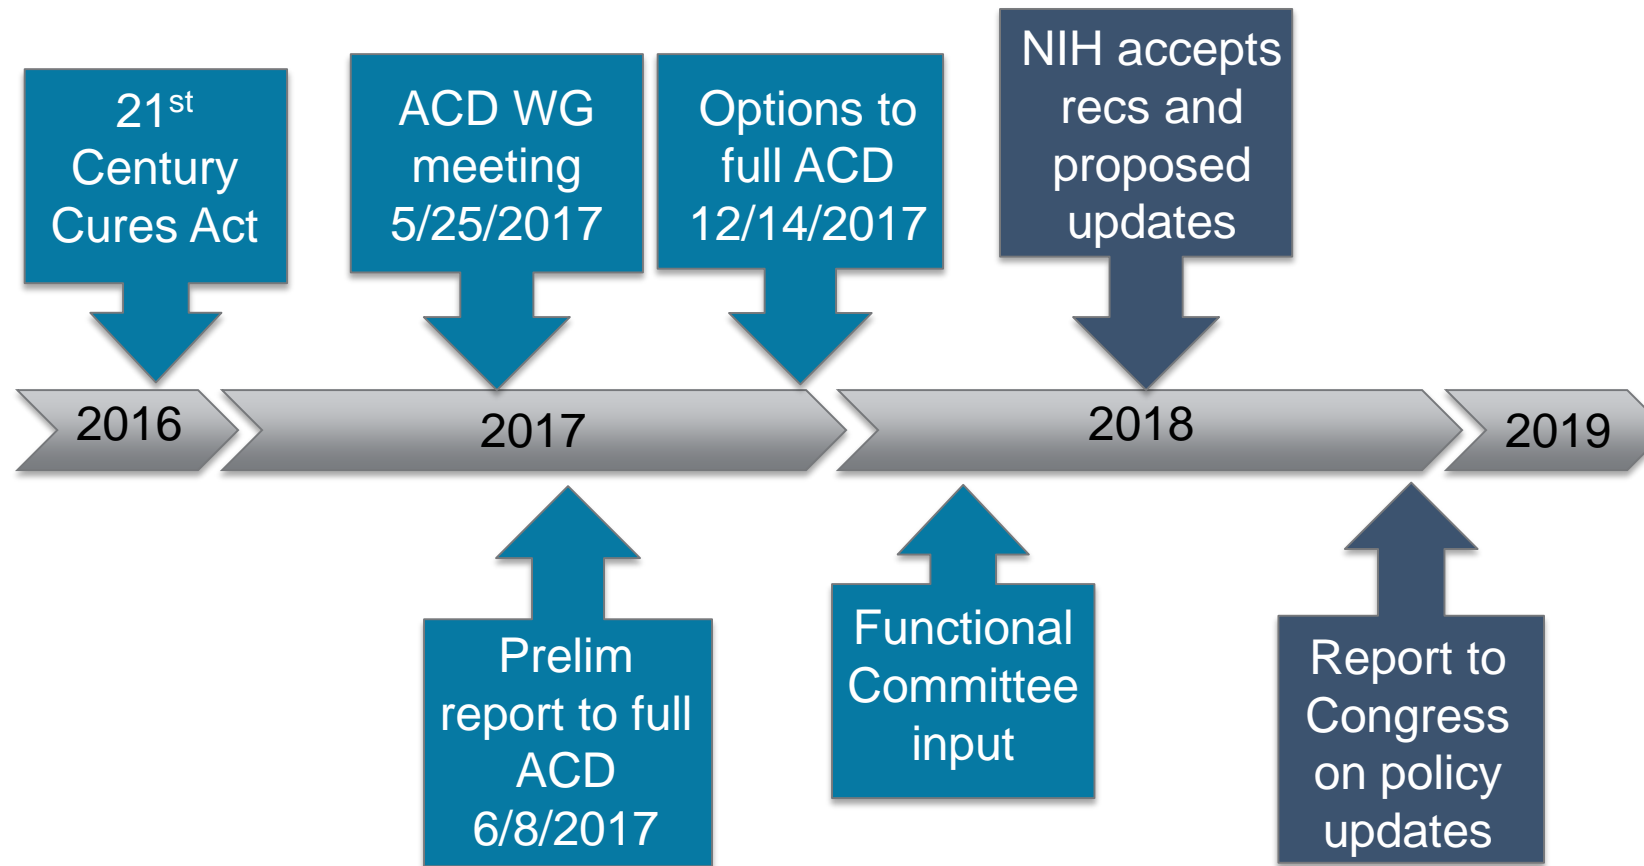 21st
Century
Cures Act
ACD WG
meeting
5/25/2017
Options to
full ACD
12/14/2017
NIH accepts
recs and
proposed
updates
2016
2017
2018
2019
Prelim
report to full
ACD
6/8/2017
Functional
Committee
input
Report to
Congress
on policy
updates